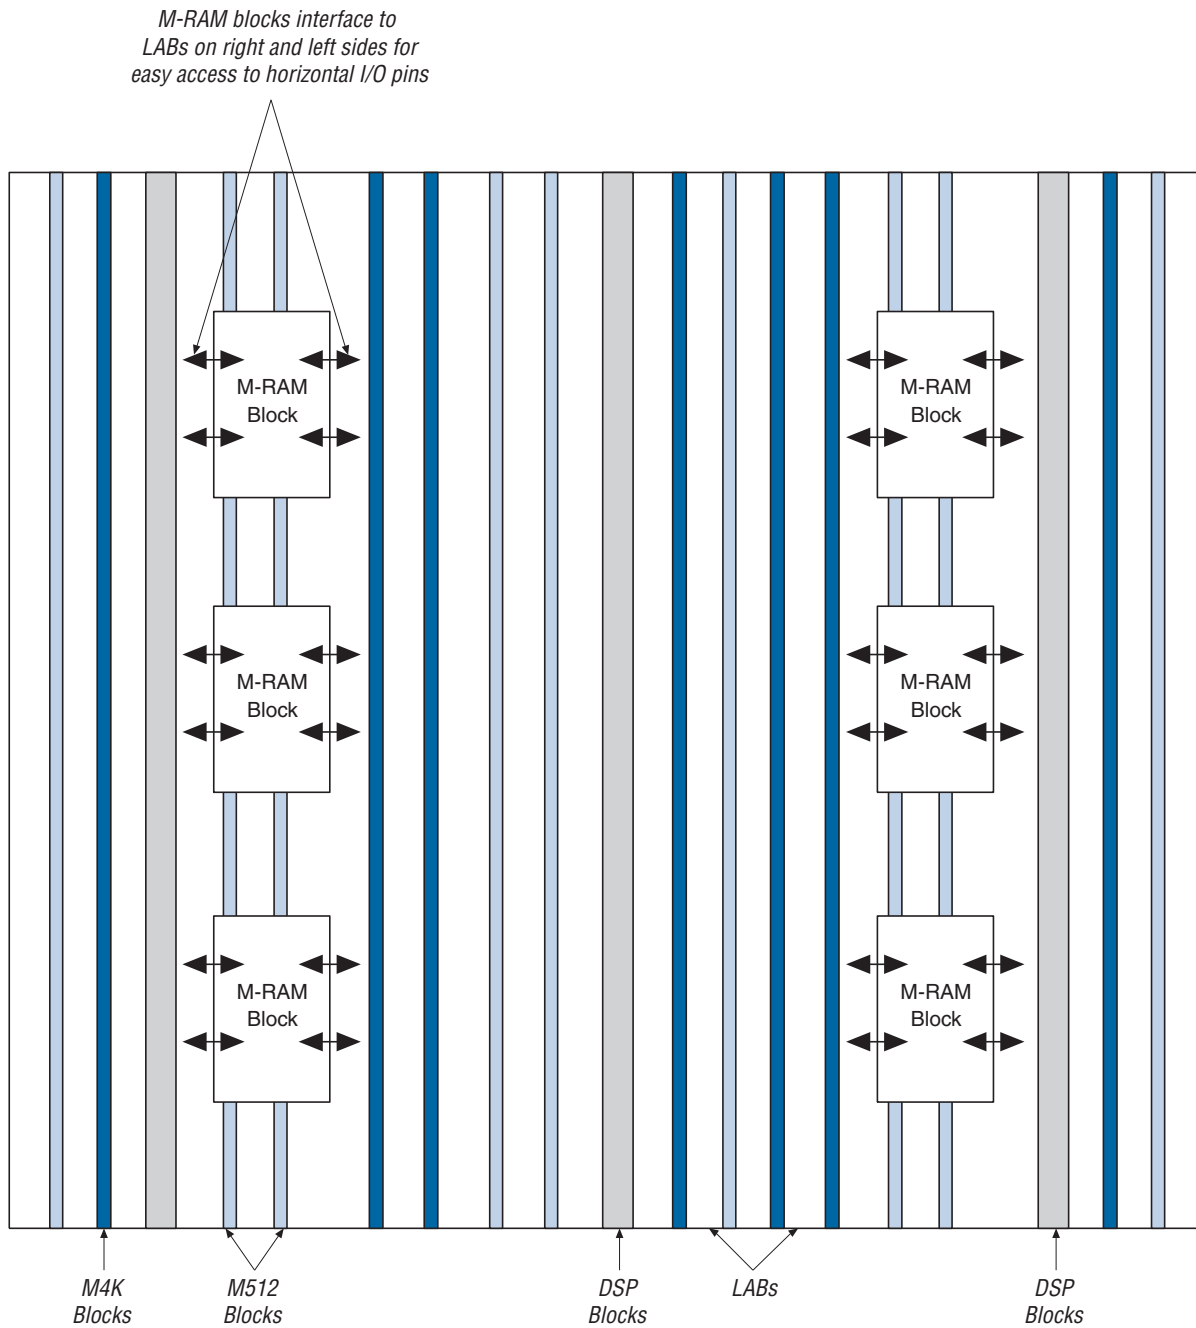 M-RAM blocks interface to
LABs on right and left sides for
easy access to horizontal I/O pins
M-RAM
Block
M-RAM
Block
M-RAM
Block
M-RAM
Block
M-RAM
Block
M-RAM
Block
M4K
Blocks
M512
Blocks
DSP
Blocks
LABs
DSP
Blocks